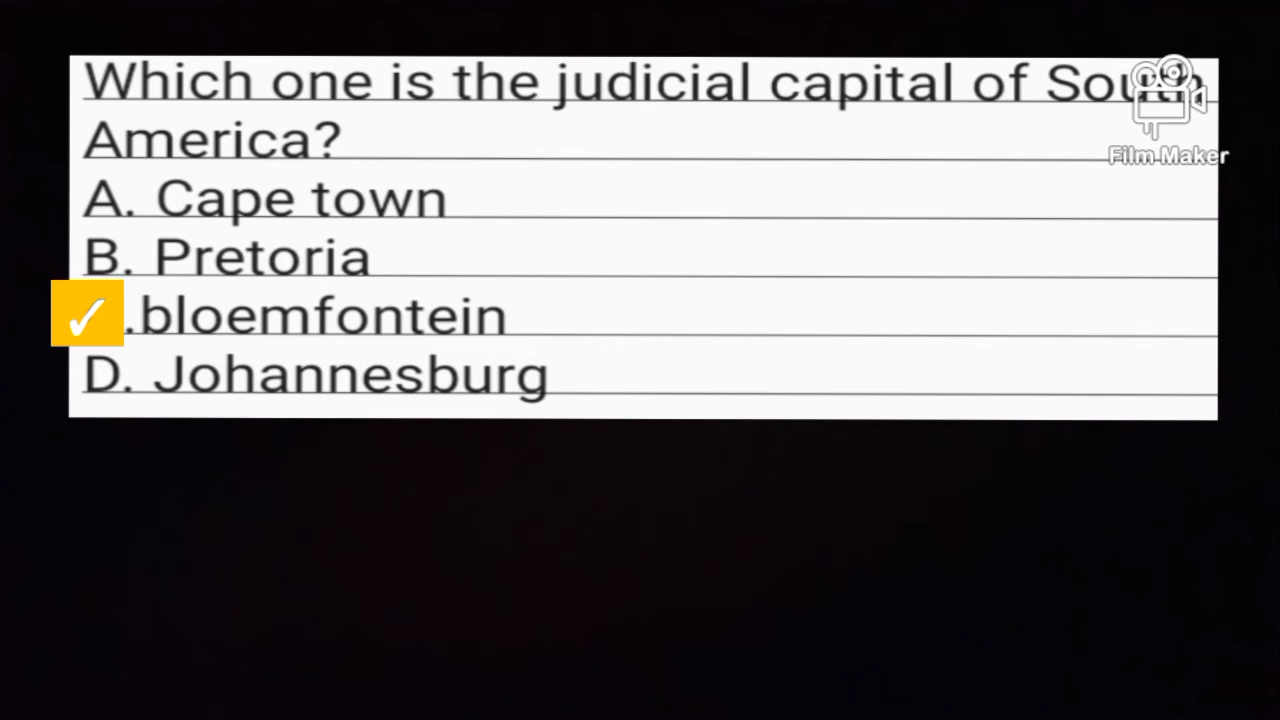 Which one is the judicial capital of South
America?
A. Cape town
B. Pretoria
✓.bloemfontein
D. Johannesburg
Film Maker